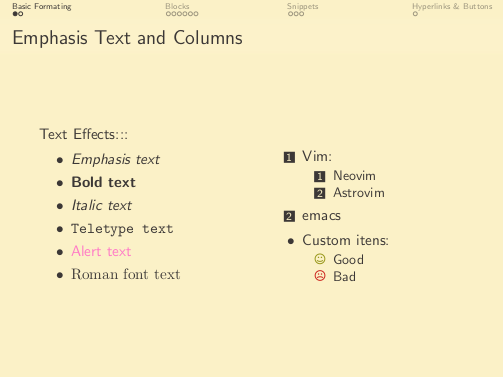 Basic Formating
Blocks
Snippets
Hyperlinks & Buttons
Emphasis Text and Columns
Text Effects:::
• Emphasis text
• Bold text
• Italic text
• Teletype text
• Alert text
• Roman font text
1 Vim:
1 Neovim
2 Astrovim
2 emacs
• Custom itens:
☺ Good
☹ Bad